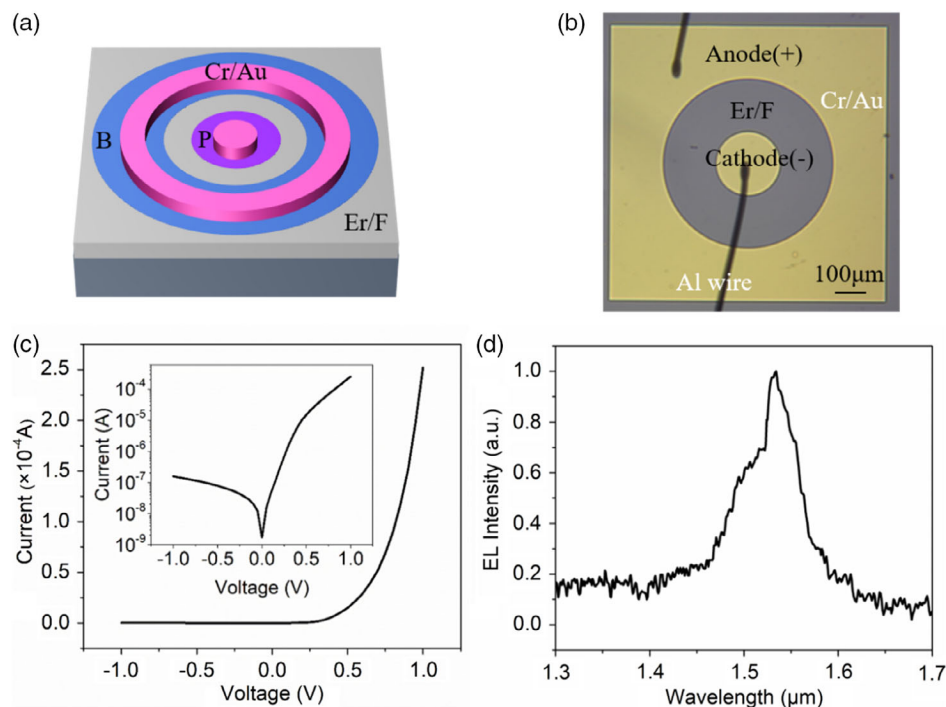 (a)
Cr/Au
B
P
Er/F
(b)
Anode(+)
Cr/Au
Er/F
Cathode(-)
Al wire
100μm
(c)
Current (×10⁻⁴A)
2.5
2.0
1.5
1.0
0.5
0.0
-1.0 -0.5 0.0 0.5 1.0
Voltage (V)
Current (A)
10⁻⁴
10⁻⁵
10⁻⁶
10⁻⁷
10⁻⁸
10⁻⁹
-1.0 -0.5 0.0 0.5 1.0
Voltage (V)
(d)
EL Intensity (a.u.)
1.0
0.8
0.6
0.4
0.2
0.0
1.3 1.4 1.5 1.6 1.7
Wavelength (μm)